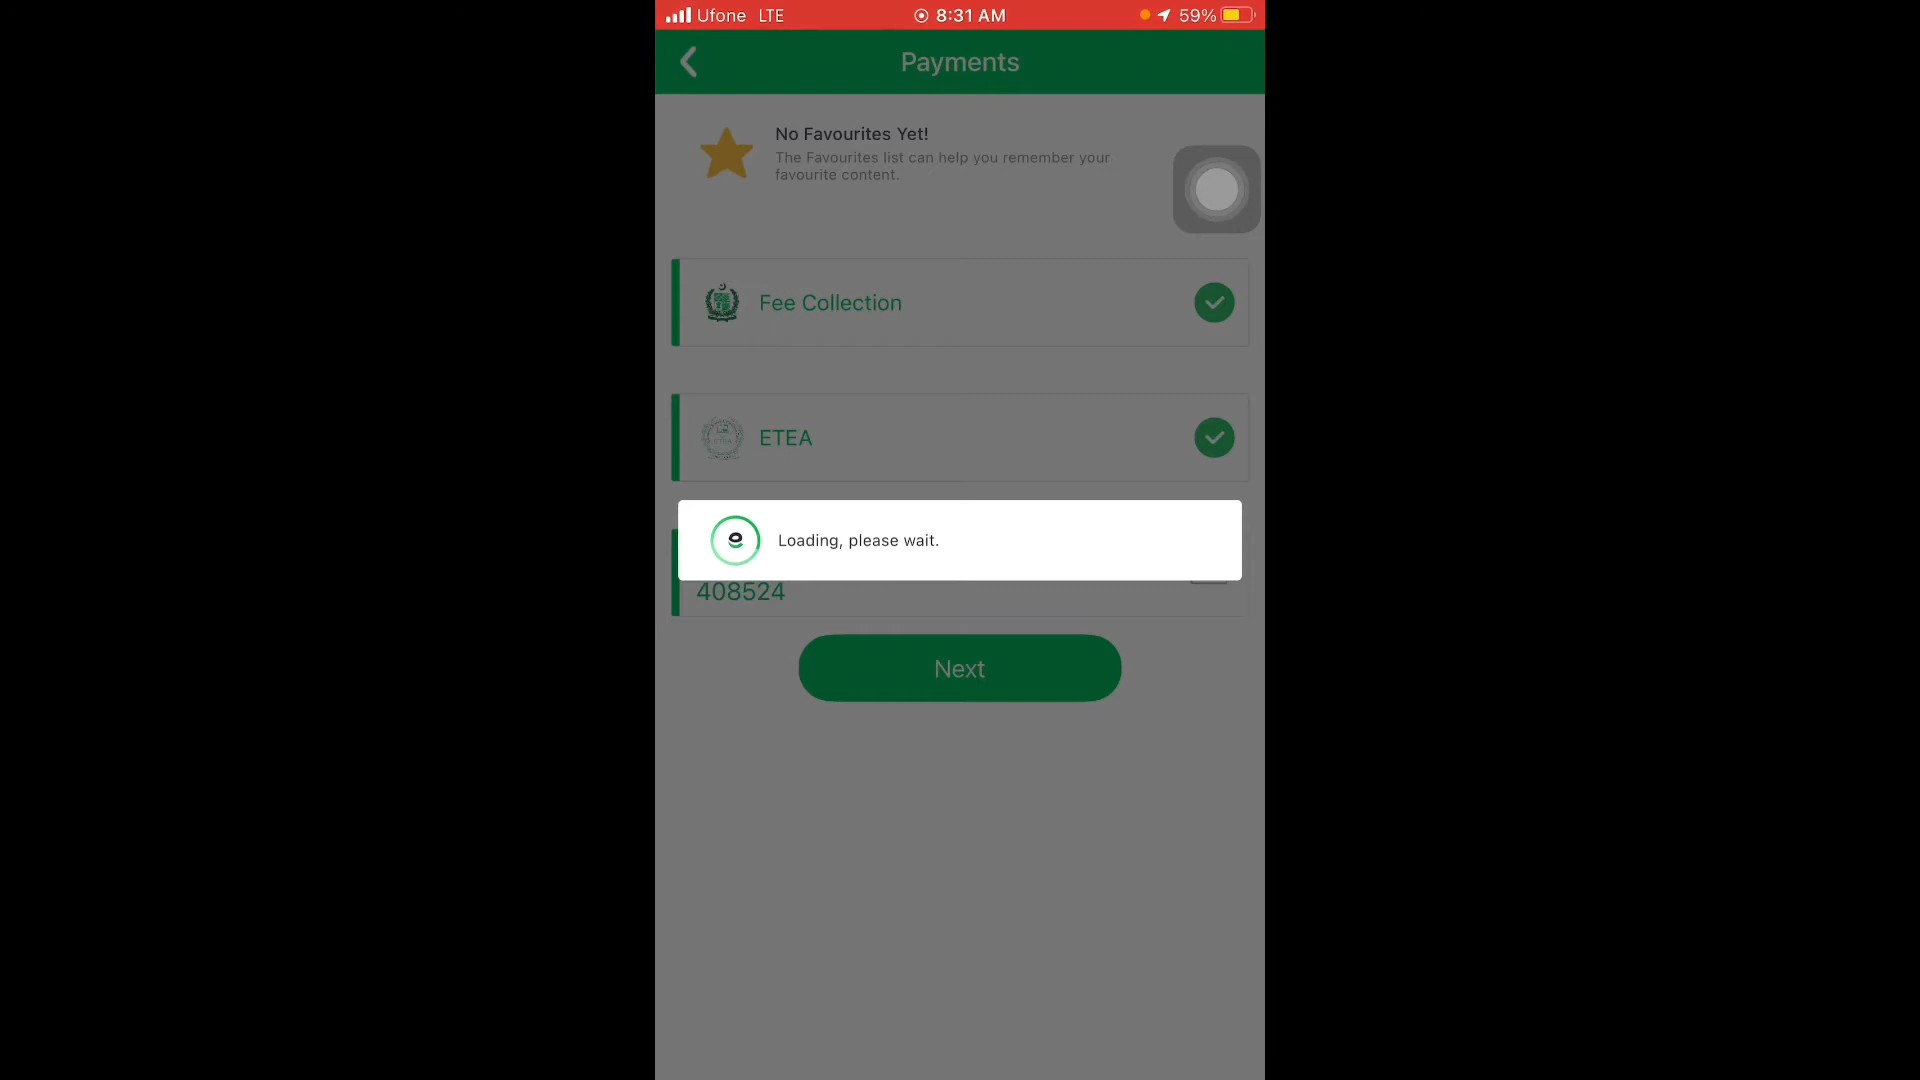 Ufone LTE 8:31 AM 59%
Payments
No Favourites Yet!
The Favourites list can help you remember your
favourite content.
Fee Collection
ETEA
Loading, please wait.
408524
Next